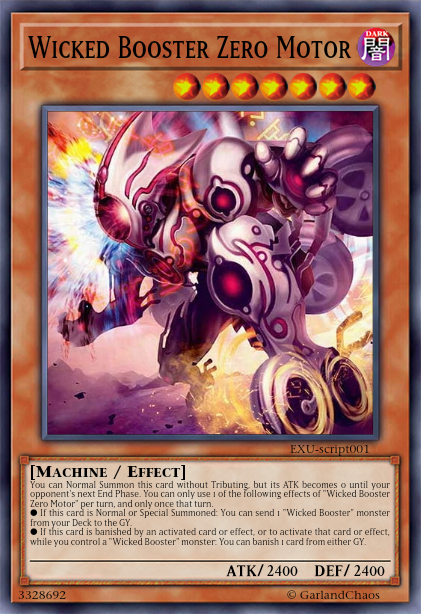 WICKED BOOSTER ZERO MOTOR
DARK
闇
EXU-script001
[MACHINE / EFFECT]
You can Normal Summon this card without Tributing, but its ATK becomes 0 until your
opponent's next End Phase. You can only use 1 of the following effects of "Wicked Booster
Zero Motor" per turn, and only once that turn.
● If this card is Normal or Special Summoned: You can send 1 "Wicked Booster" monster
from your Deck to the GY.
● If this card is banished by an activated card or effect, or to activate that card or effect,
while you control a "Wicked Booster" monster: You can banish 1 card from either GY.
ATK/ 2400 DEF/ 2400
3328692
© GarlandChaos